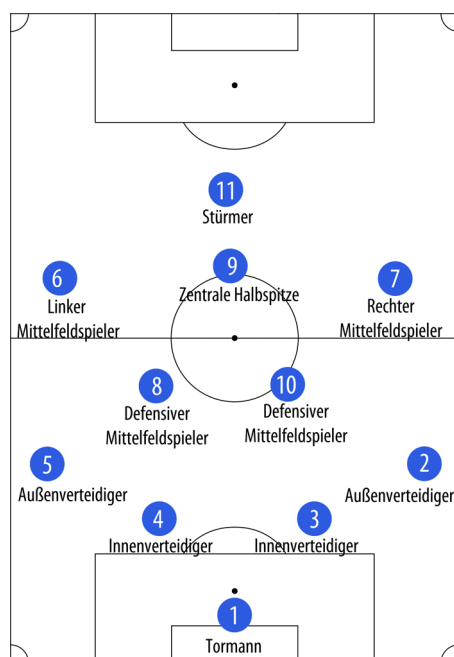 11
Stürmer
6
9
7
Linker
Mittelfeldspieler
Zentrale Halbspitze
Rechter
Mittelfeldspieler
8
Defensiver
Mittelfeldspieler
10
Defensiver
Mittelfeldspieler
5
Außenverteidiger
2
Außenverteidiger
4
Innenverteidiger
3
Innenverteidiger
1
Tormann